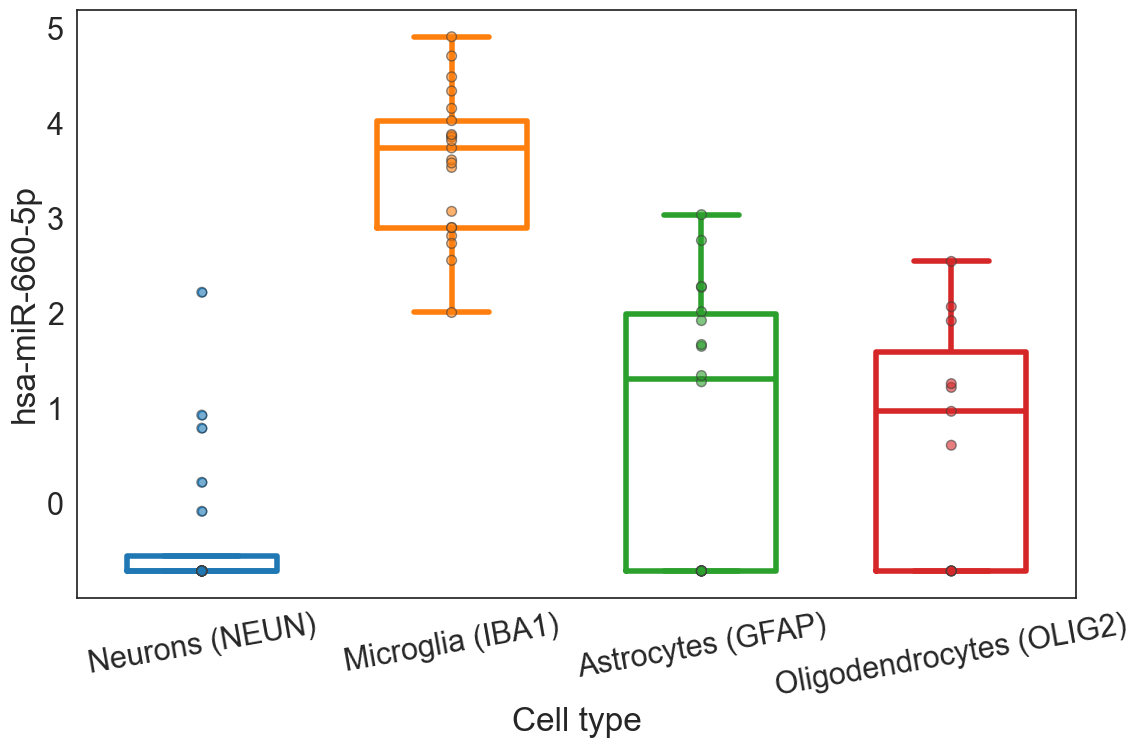 hsa-miR-660-5p
5
4
3
2
1
0
Neurons (NEUN)
Microglia (IBA1)
Astrocytes (GFAP)
Oligodendrocytes (OLIG2)
Cell type